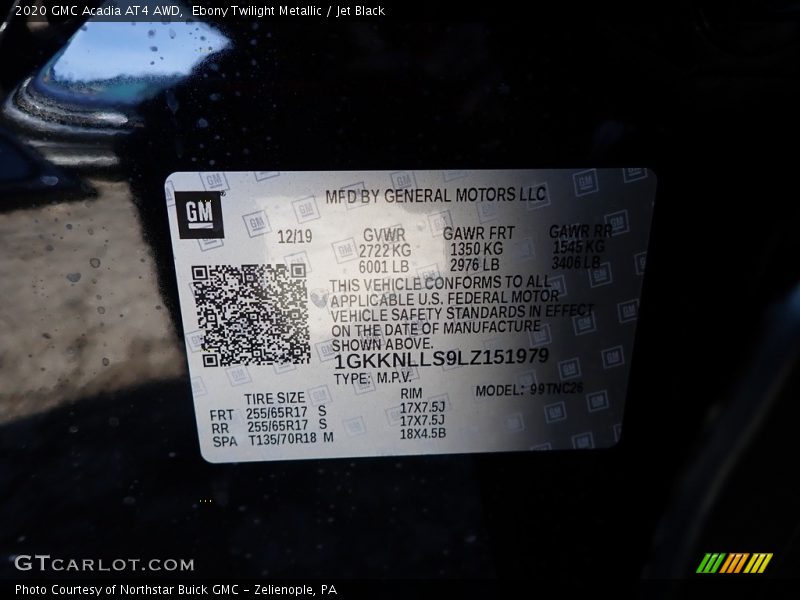 2020 GMC Acadia AT4 AWD,  Ebony Twilight Metallic / Jet Black
GM
MFD BY GENERAL MOTORS LLC
12/19 GVWR GAWR FRT GAWR RR
2722 KG 1350 KG 1545 KG
6001 LB 2976 LB 3406 LB
THIS VEHICLE CONFORMS TO ALL
APPLICABLE U.S. FEDERAL MOTOR
VEHICLE SAFETY STANDARDS IN EFFECT
ON THE DATE OF MANUFACTURE
SHOWN ABOVE.
1GKKNLLS9LZ151979
TYPE: M.P.V. MODEL: 99TNC26
TIRE SIZE RIM
FRT 255/65R17 S 17X7.5J
RR 255/65R17 S 17X7.5J
SPA T135/70R18 M 18X4.5B
GTCARLOT.COM
Photo Courtesy of Northstar Buick GMC - Zelienople, PA